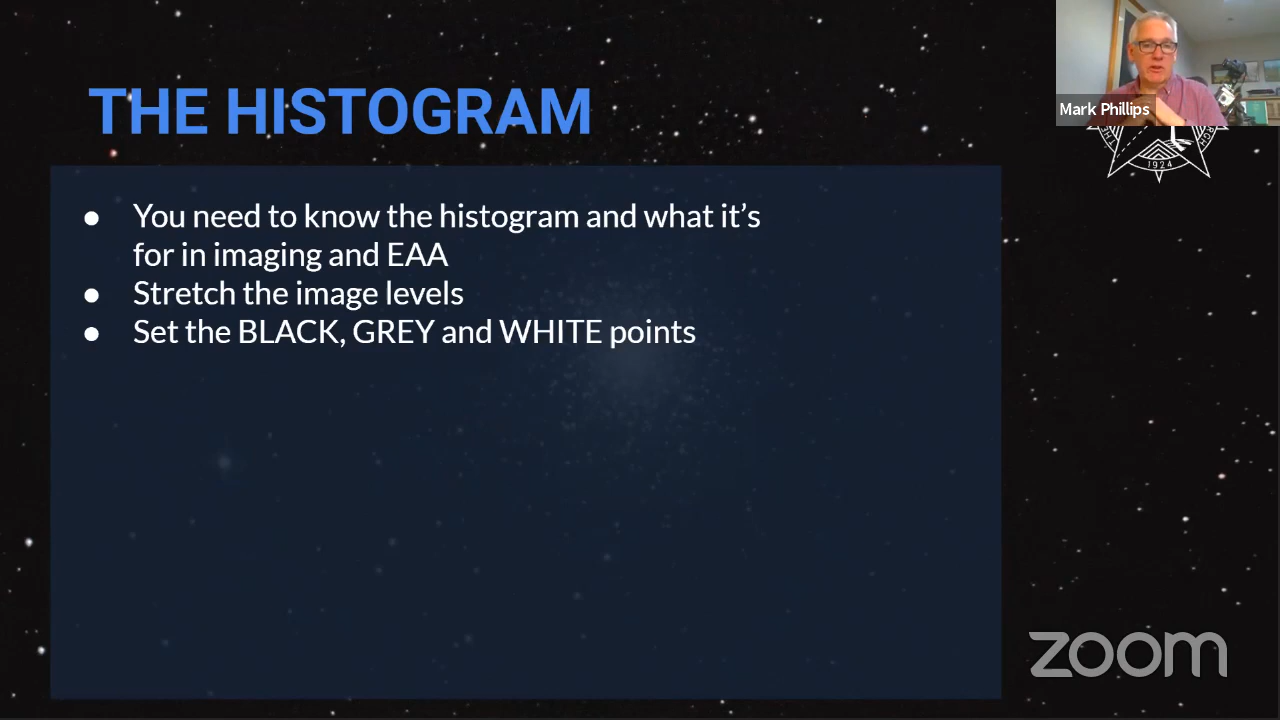 THE HISTOGRAM
Mark Phillips
1924
● You need to know the histogram and what it’s
for in imaging and EAA
● Stretch the image levels
● Set the BLACK, GREY and WHITE points
zoom